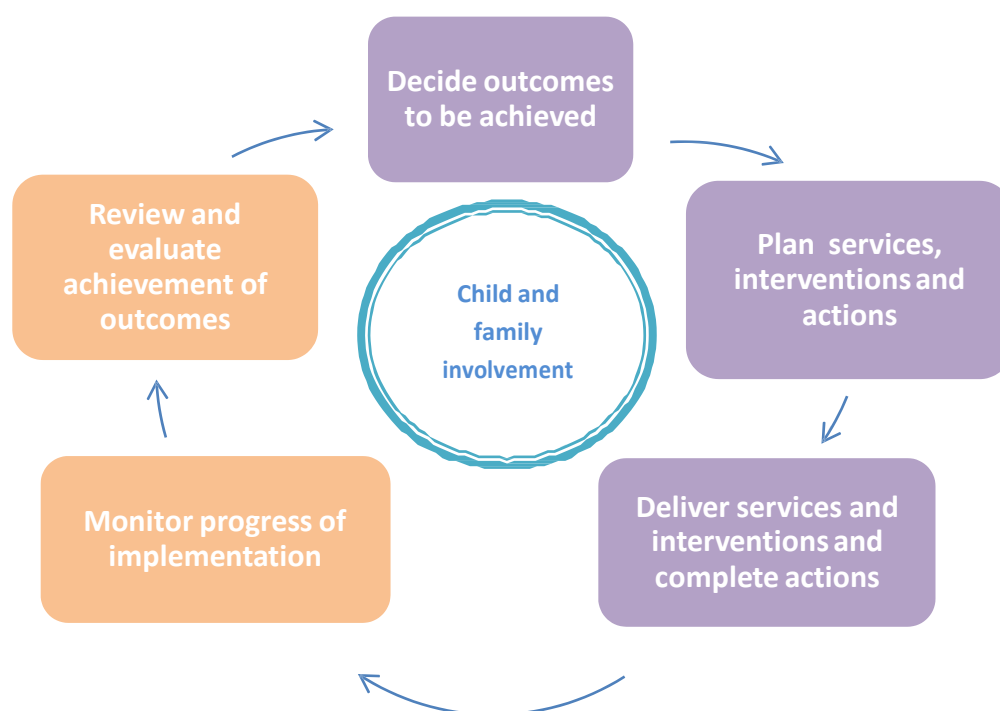 Decide outcomes
to be achieved
Plan services,
interventions and
actions
Deliver services and
interventions and
complete actions
Monitor progress of
implementation
Review and
evaluate
achievement of
outcomes
Child and
family
involvement